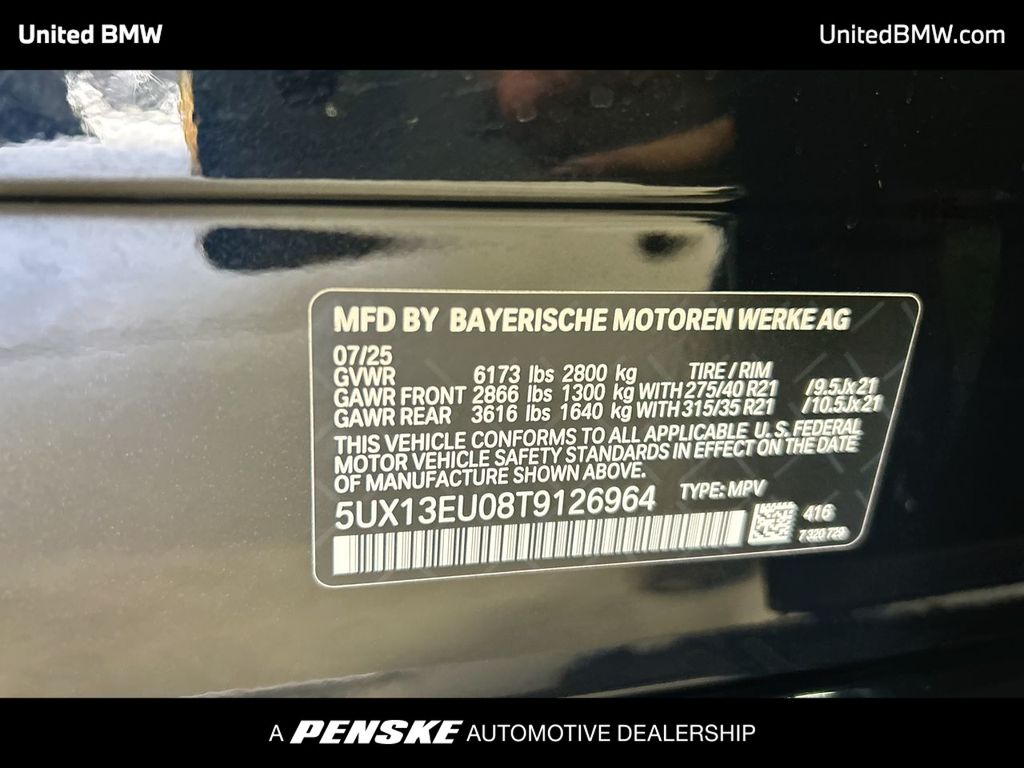 United BMW
UnitedBMW.com
MFD BY BAYERISCHE MOTOREN WERKE AG
07/25
GVWR 6173 lbs 2800 kg TIRE / RIM
GAWR FRONT 2866 lbs 1300 kg WITH 275/40 R21 /9.5Jx21
GAWR REAR 3616 lbs 1640 kg WITH 315/35 R21 /10.5Jx21
THIS VEHICLE CONFORMS TO ALL APPLICABLE U.S. FEDERAL
MOTOR VEHICLE SAFETY STANDARDS IN EFFECT ON THE DATE
OF MANUFACTURE SHOWN ABOVE.
5UX13EU08T9126964 TYPE: MPV
416
7320729
A PENSKE AUTOMOTIVE DEALERSHIP